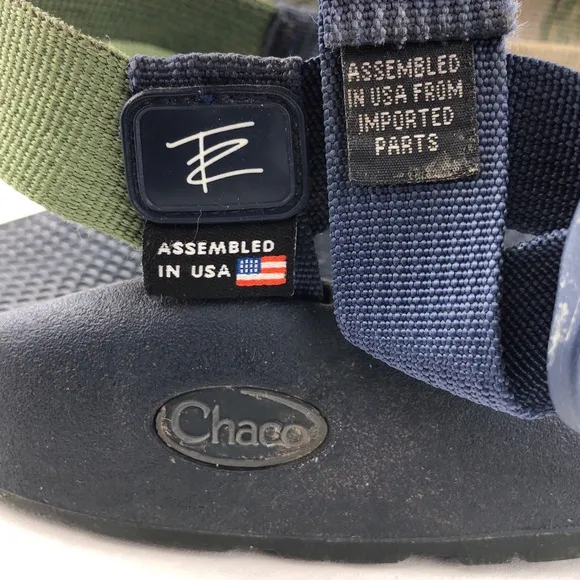 ASSEMBLED
IN USA FROM
IMPORTED
PARTS
ASSEMBLED
IN USA
Chaco